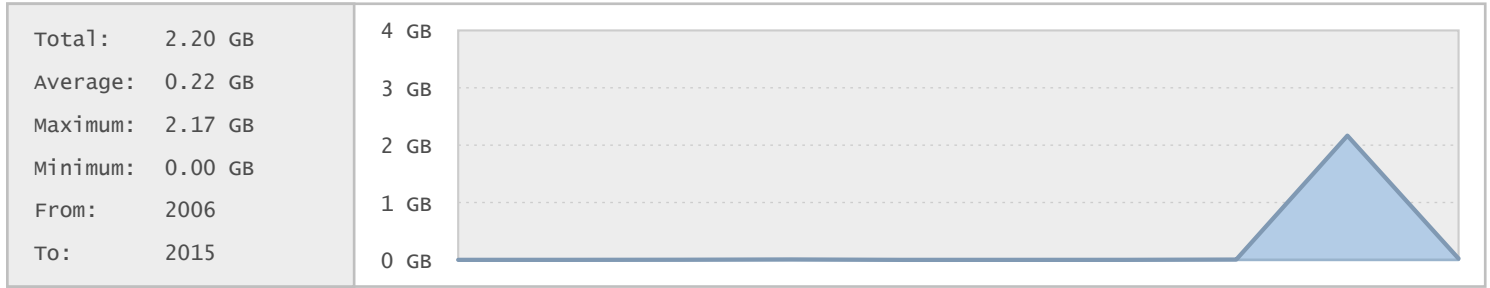 Total: 2.20 GB
Average: 0.22 GB
Maximum: 2.17 GB
Minimum: 0.00 GB
From: 2006
To: 2015
4 GB
3 GB
2 GB
1 GB
0 GB